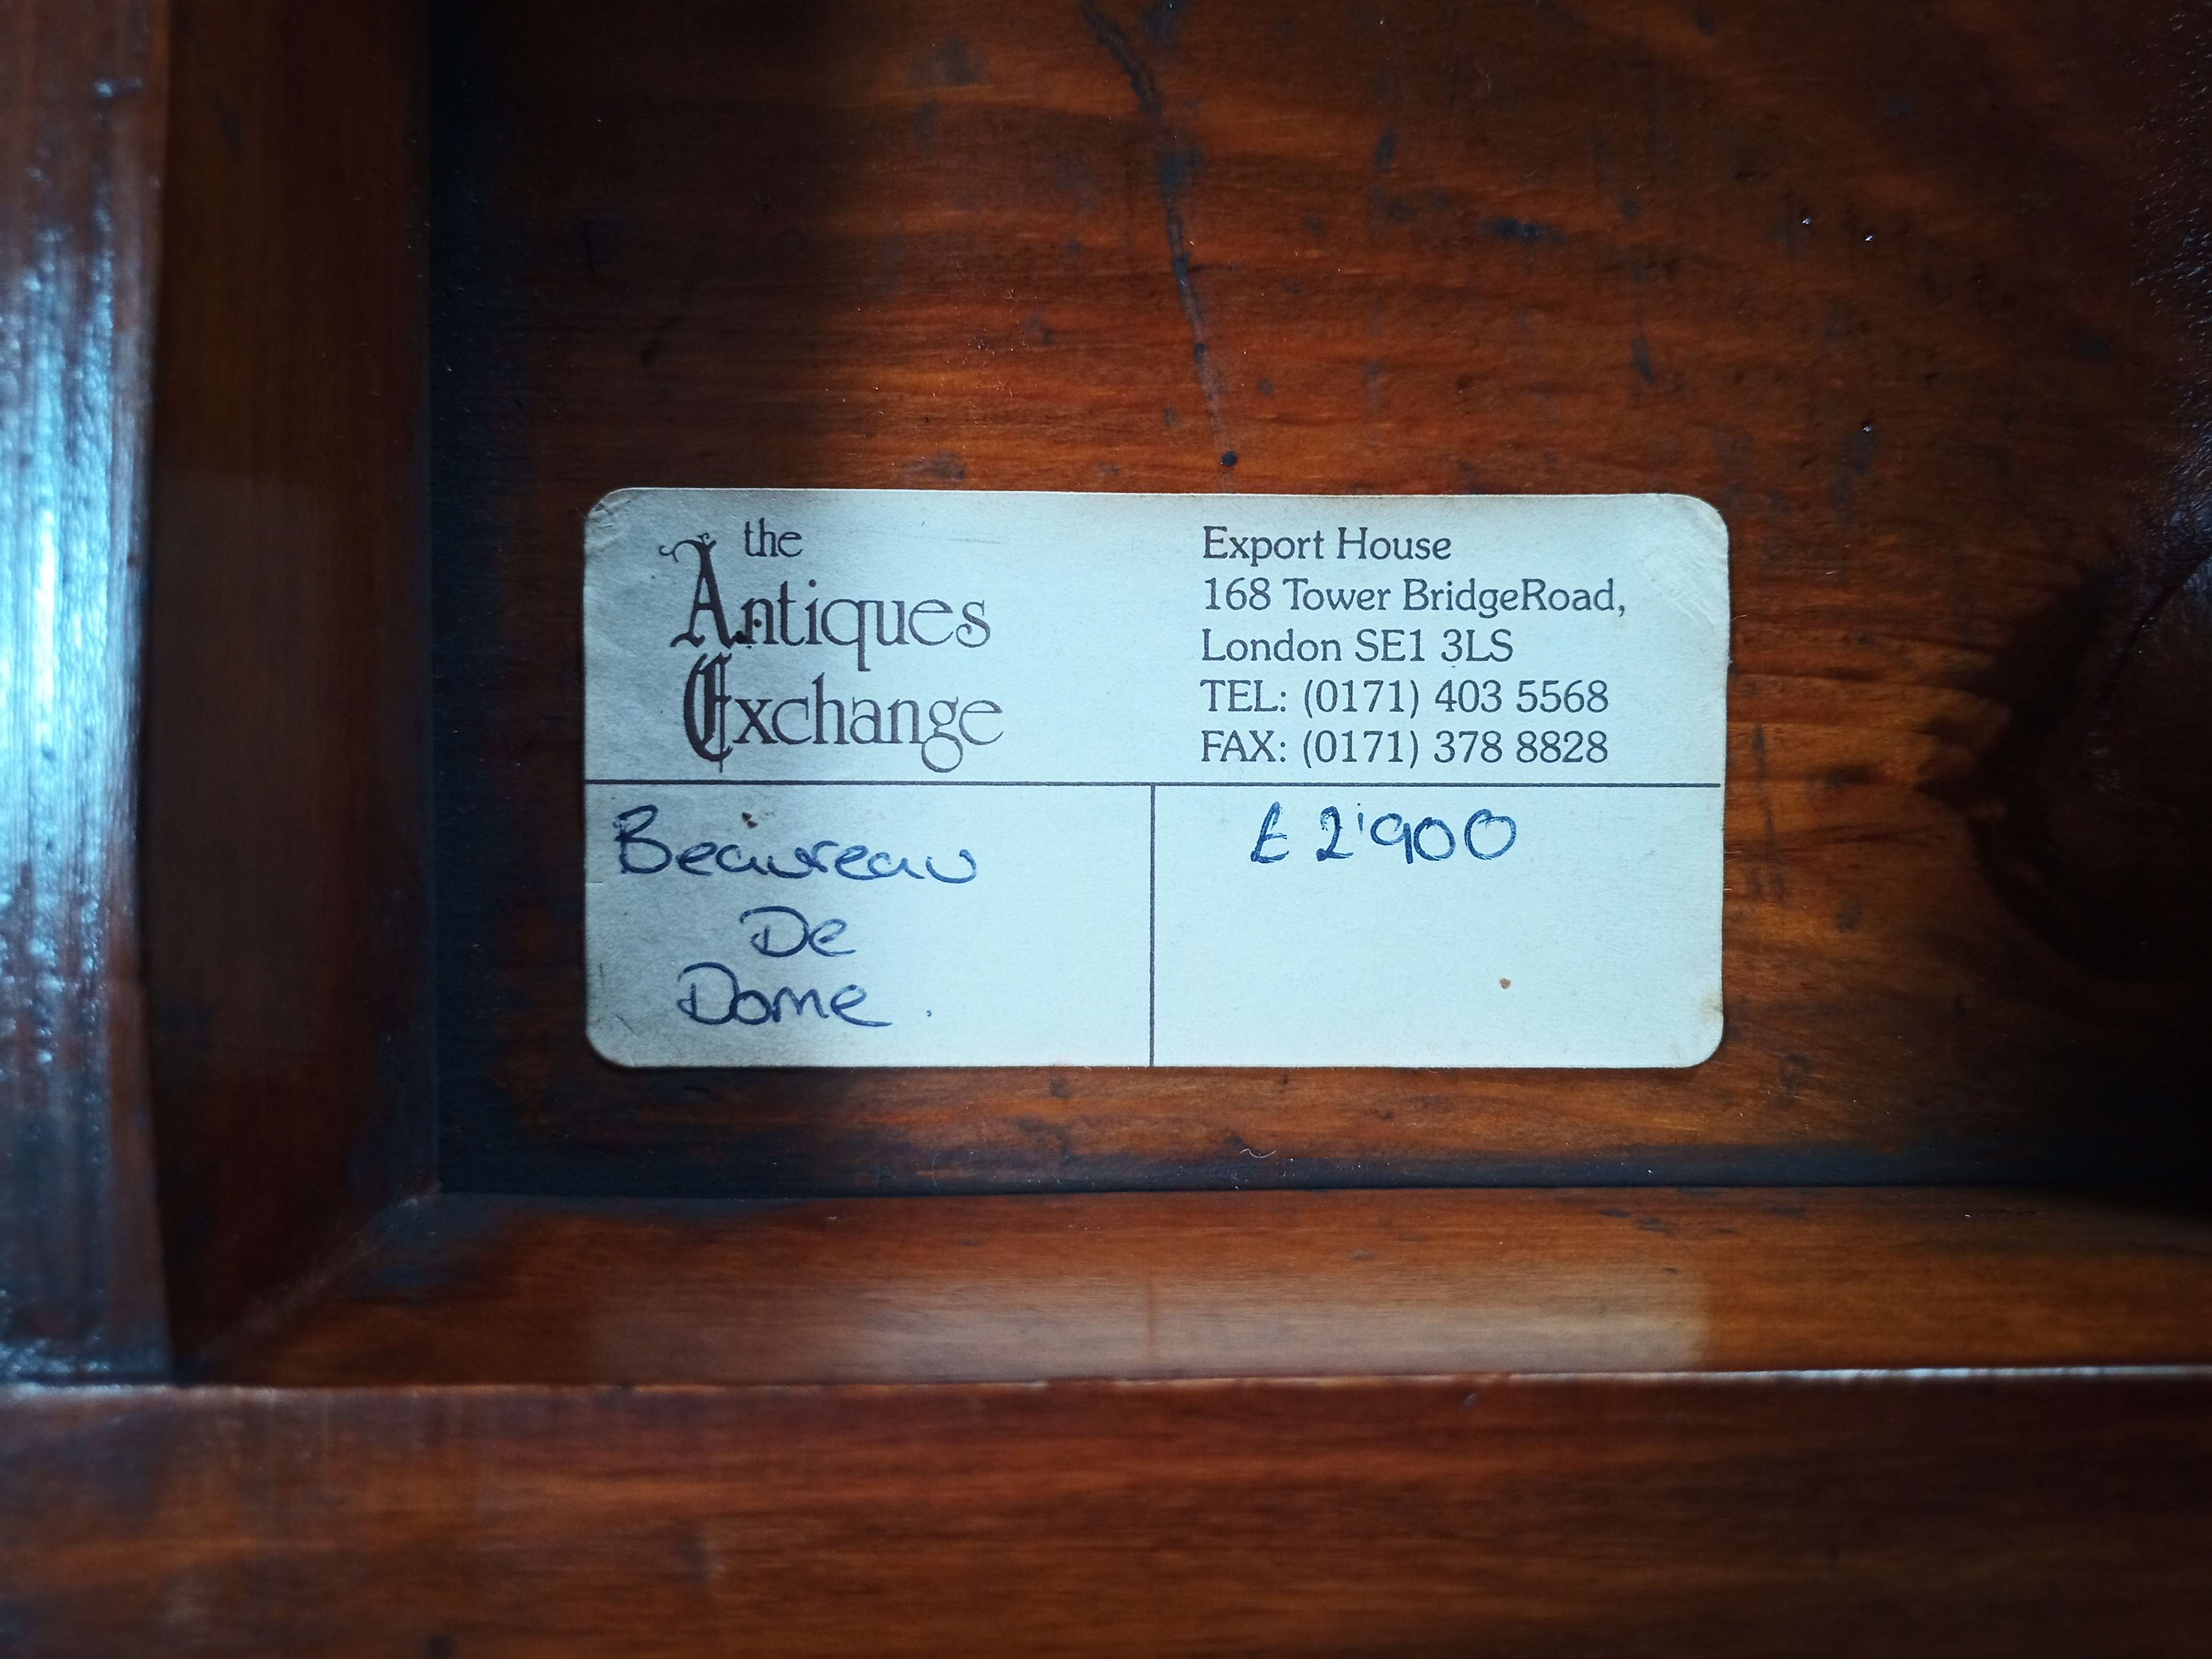 the
Antiques
Exchange
Export House
168 Tower BridgeRoad,
London SE1 3LS
TEL: (0171) 403 5568
FAX: (0171) 378 8828
Beaureau
De
Dome.
£2'900